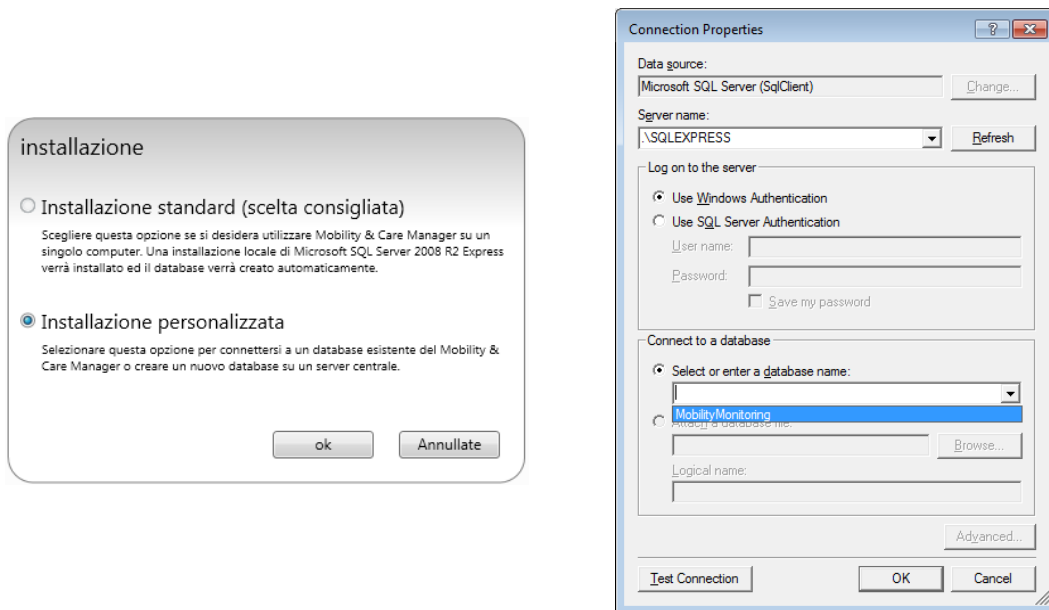 installazione
Installazione standard (scelta consigliata)
Scegliere questa opzione se si desidera utilizzare Mobility & Care Manager su un
singolo computer. Una installazione locale di Microsoft SQL Server 2008 R2 Express
verrà installato ed il database verrà creato automaticamente.
Installazione personalizzata
Selezionare questa opzione per connettersi a un database esistente del Mobility &
Care Manager o creare un nuovo database su un server centrale.
ok
Annullate
Connection Properties
Data source:
Microsoft SQL Server (SqlClient)
Change...
Server name:
.\SQLEXPRESS
Refresh
Log on to the server
Use Windows Authentication
Use SQL Server Authentication
User name:
Password:
Save my password
Connect to a database
Select or enter a database name:
MobilityMonitoring
Attach a database file:
Browse...
Logical name:
Advanced...
Test Connection
OK
Cancel